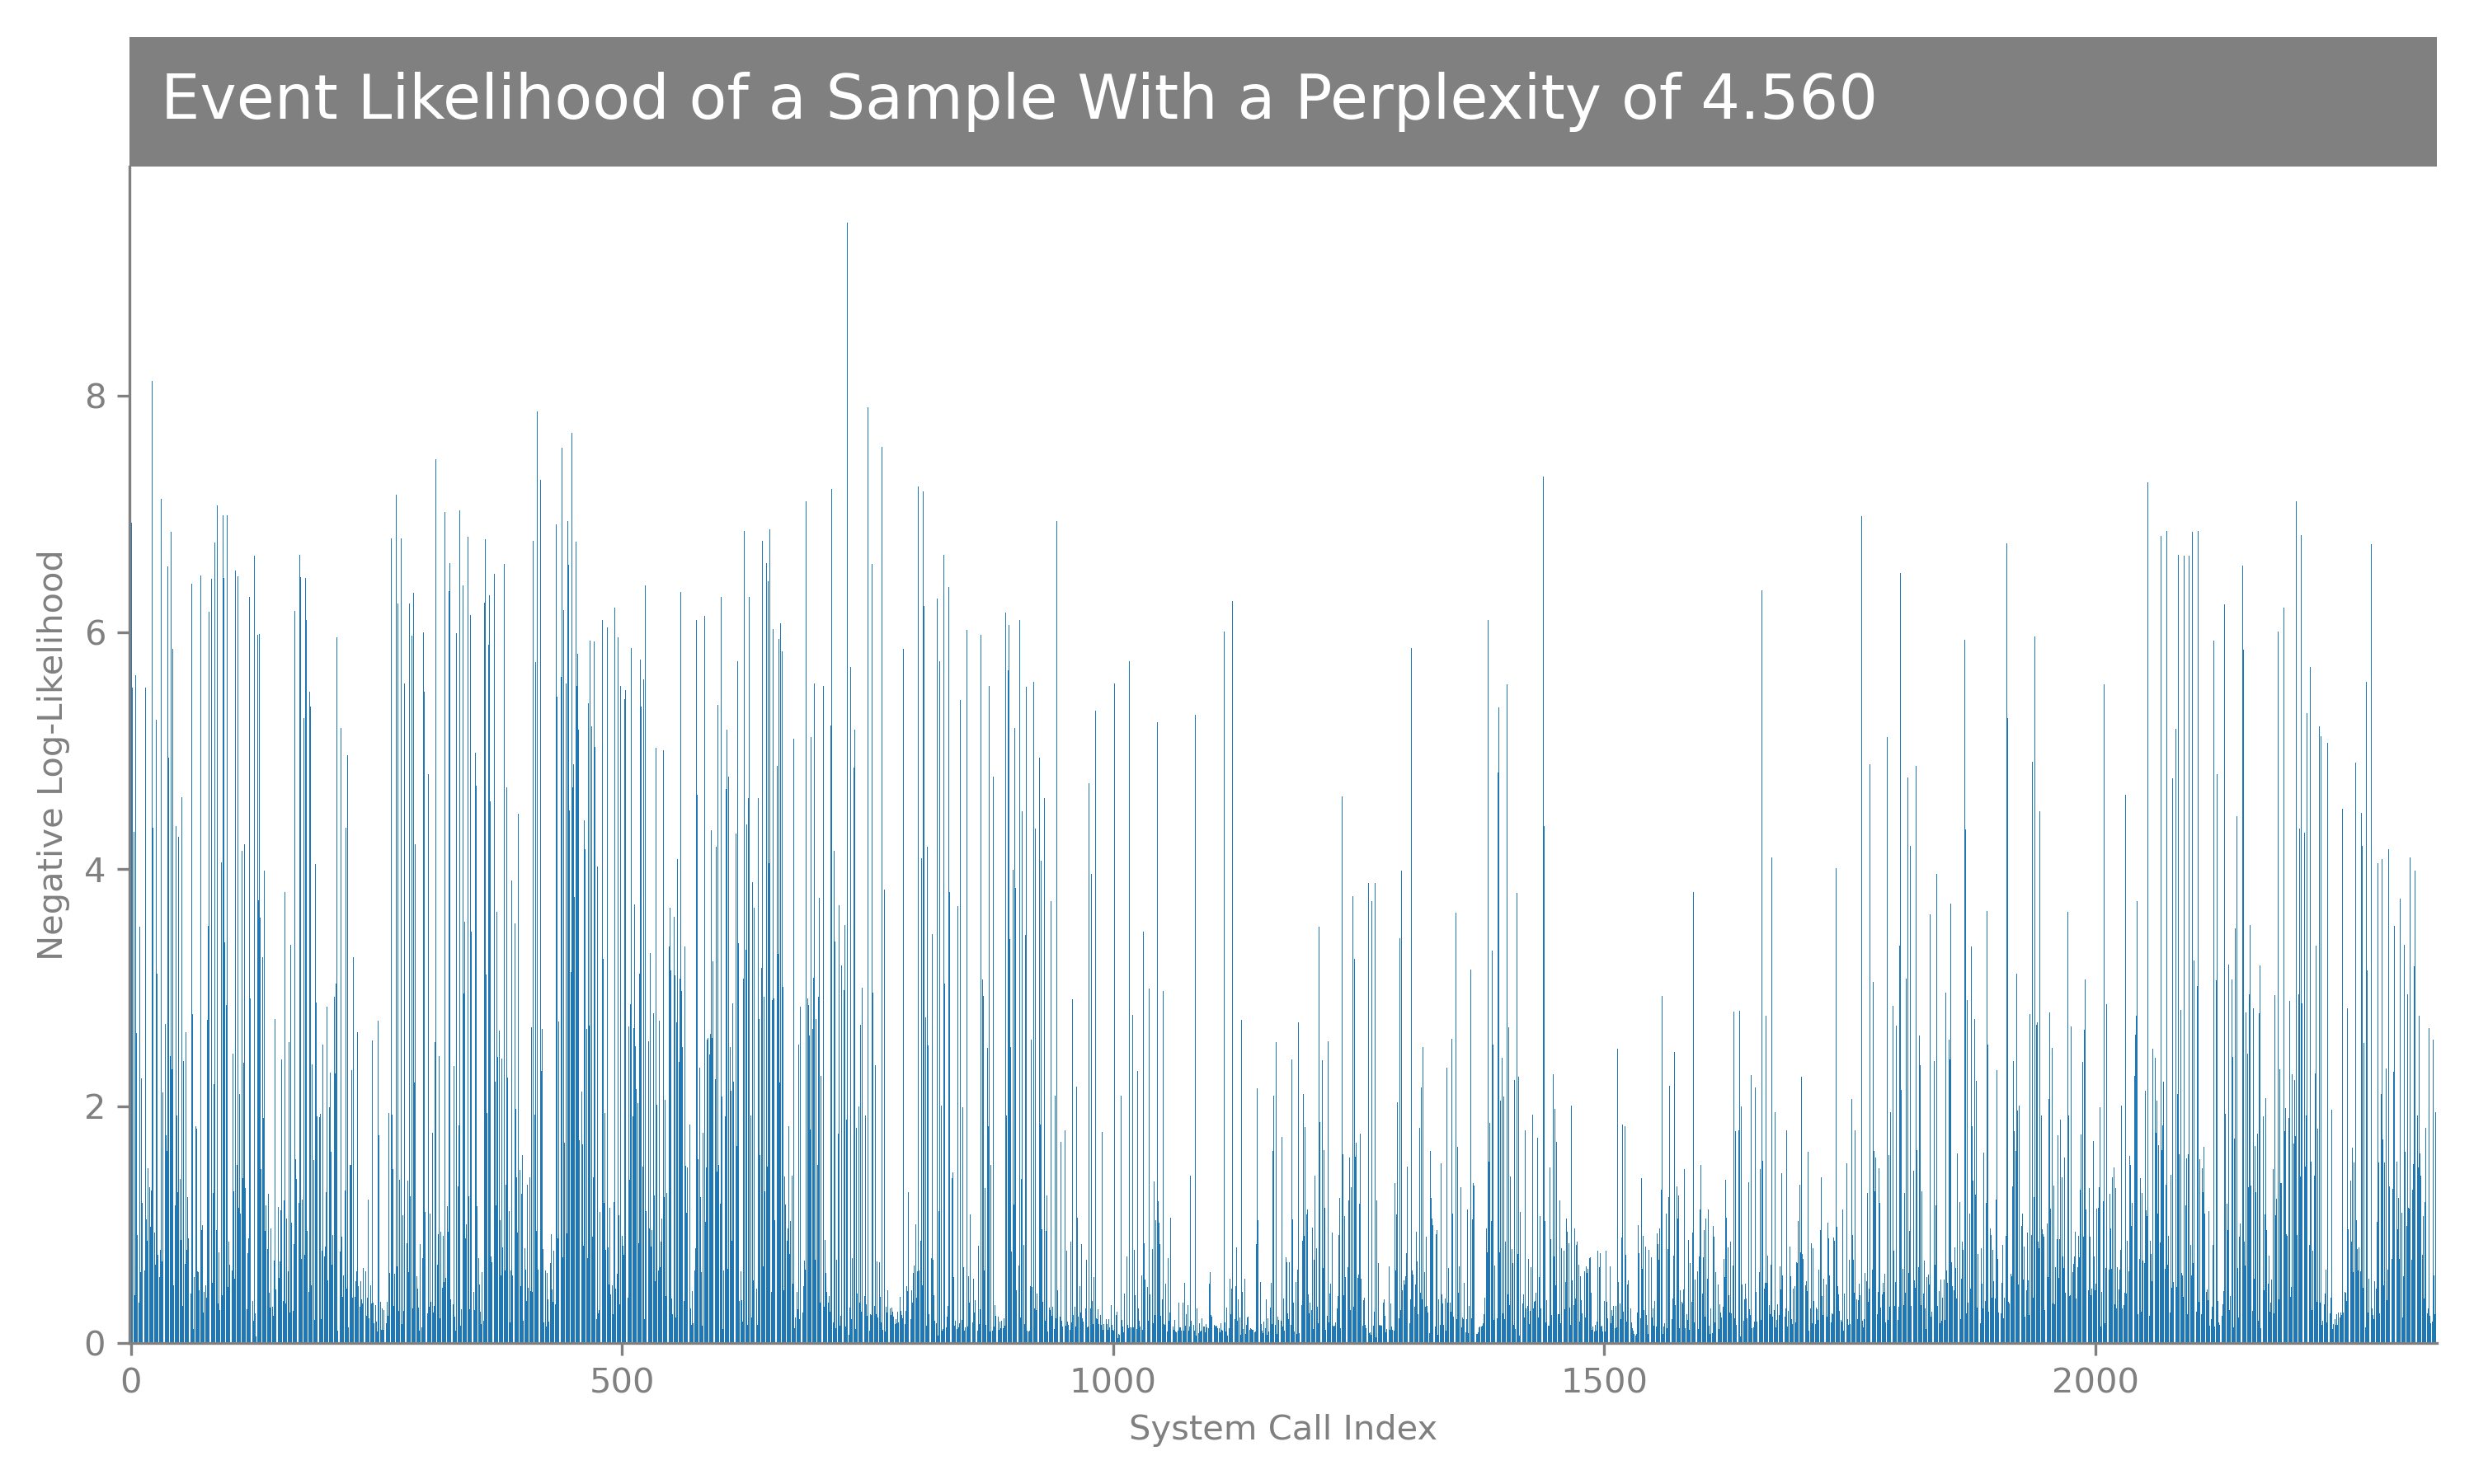 Event Likelihood of a Sample With a Perplexity of 4.560
Negative Log-Likelihood
8
6
4
2
0
0 500 1000 1500 2000
System Call Index